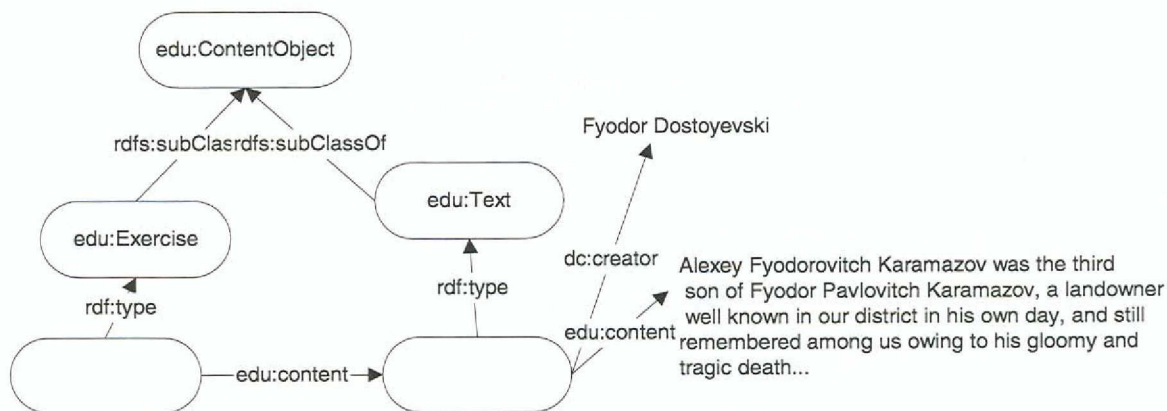 edu:ContentObject
Fyodor Dostoyevski
rdfs:subClasrdfs:subClassOf
edu:Text
edu:Exercise
dc:creator
Alexey Fyodorovitch Karamazov was the third
son of Fyodor Pavlovitch Karamazov, a landowner
well known in our district in his own day, and still
remembered among us owing to his gloomy and
tragic death...
rdf:type
rdf:type
edu:content
edu:content